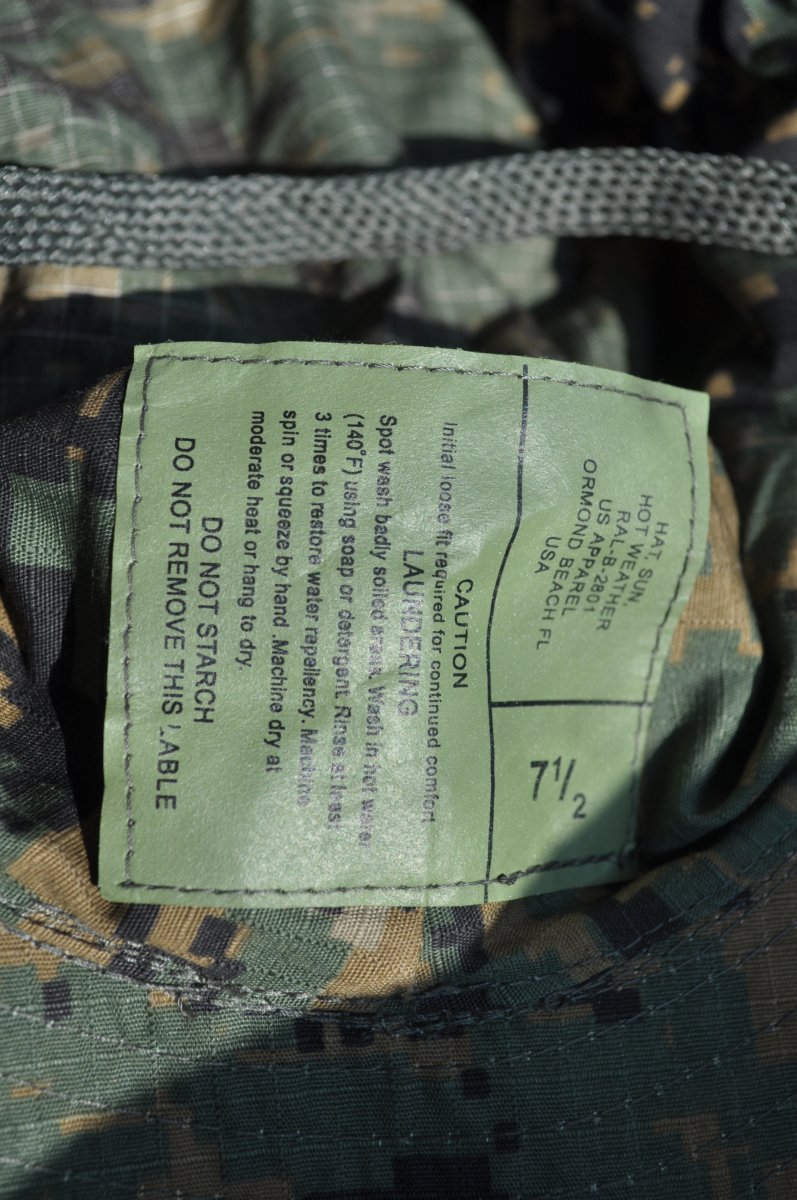 HAT, SUN
HOT WEATHER,
RAL-B-2801
US APPAREL
ORMOND BEACH FL
USA
7 1/2
CAUTION
Initial loose fit required for continued comfort
LAUNDERING
Spot wash badly soiled areas. Wash in hot water
(140°F) using soap or detergent. Rinse at least
3 times to restore water rapellency. Machine
spin or squeeze by hand .Machine dry at
moderate heat or hang to dry.
DO NOT STARCH
DO NOT REMOVE THIS LABLE